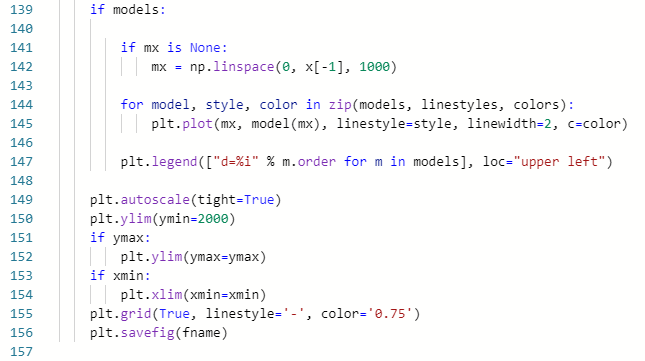 139 if models:
140
141 if mx is None:
142 mx = np.linspace(0, x[-1], 1000)
143
144 for model, style, color in zip(models, linestyles, colors):
145 plt.plot(mx, model(mx), linestyle=style, linewidth=2, c=color)
146
147 plt.legend(["d=%i" % m.order for m in models], loc="upper left")
148
149 plt.autoscale(tight=True)
150 plt.ylim(ymin=2000)
151 if ymax:
152 plt.ylim(ymax=ymax)
153 if xmin:
154 plt.xlim(xmin=xmin)
155 plt.grid(True, linestyle='-', color='0.75')
156 plt.savefig(fname)
157